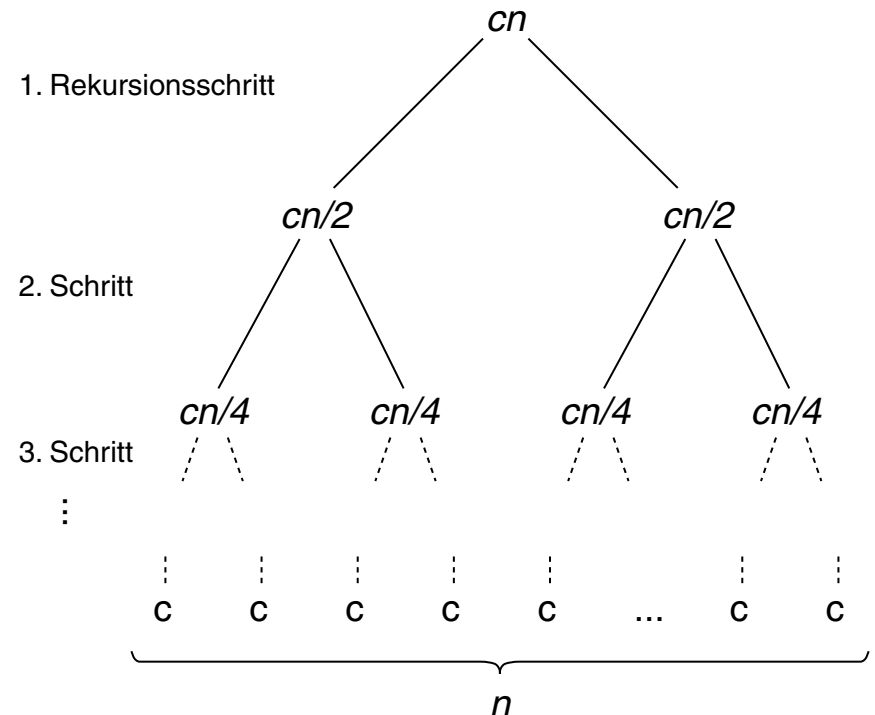 cn
1. Rekursionsschritt
cn/2 cn/2
2. Schritt
cn/4 cn/4 cn/4 cn/4
3. Schritt
⋮
c c c c c ... c c
n